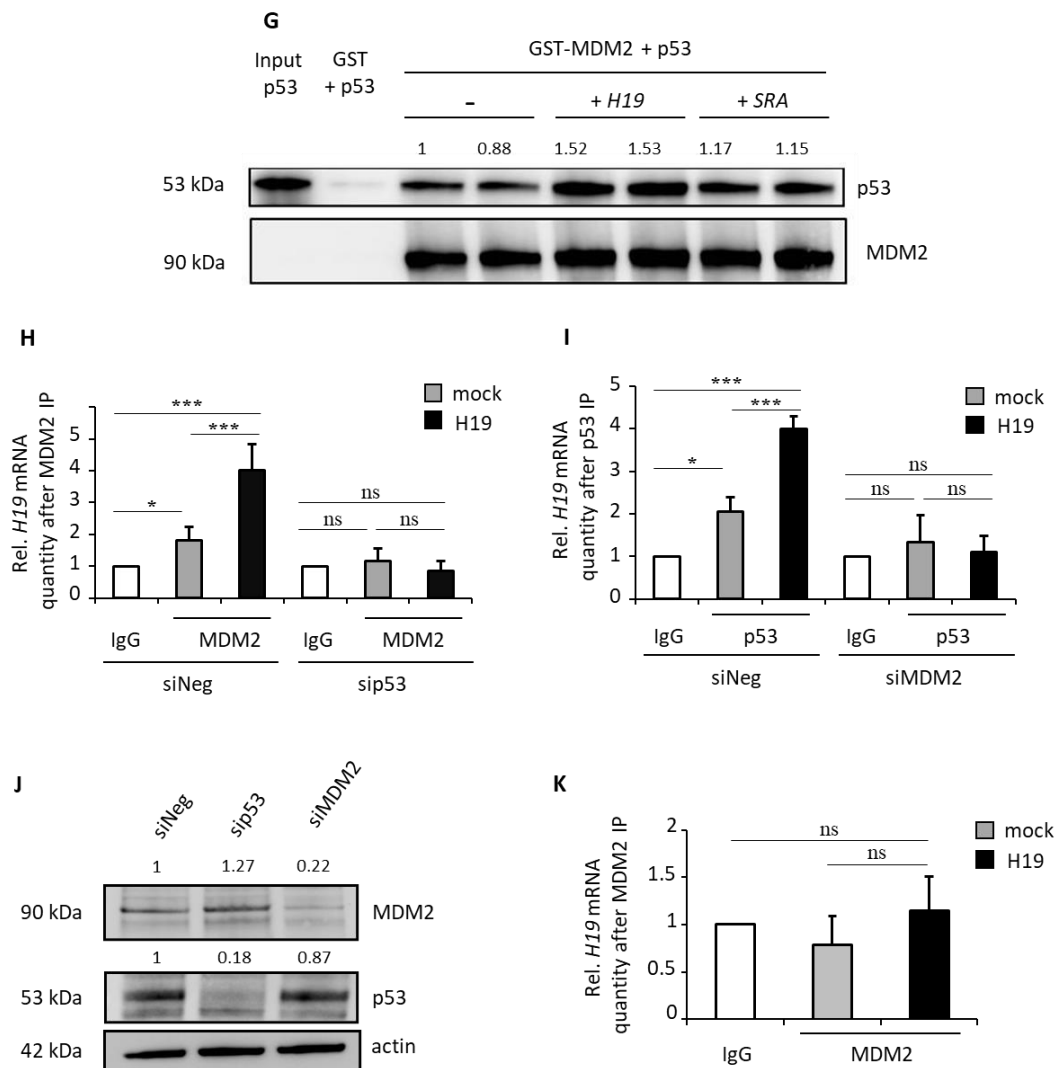 G
GST-MDM2 + p53
Input p53
GST + p53
–
+ H19
+ SRA
1 0.88 1.52 1.53 1.17 1.15
53 kDa
p53
90 kDa
MDM2
H
Rel. H19 mRNA
quantity after MDM2 IP
6
5
4
3
2
1
0
mock
H19
***
***
*
ns
ns
ns
IgG MDM2 IgG MDM2
siNeg sip53
I
Rel. H19 mRNA
quantity after p53 IP
5
4
3
2
1
0
mock
H19
***
***
*
ns
ns
ns
IgG p53 IgG p53
siNeg siMDM2
J
siNeg sip53 siMDM2
1 1.27 0.22
90 kDa
MDM2
1 0.18 0.87
53 kDa
p53
42 kDa
actin
K
Rel. H19 mRNA
quantity after MDM2 IP
2
1.5
1
0.5
0
mock
H19
ns
ns
IgG MDM2